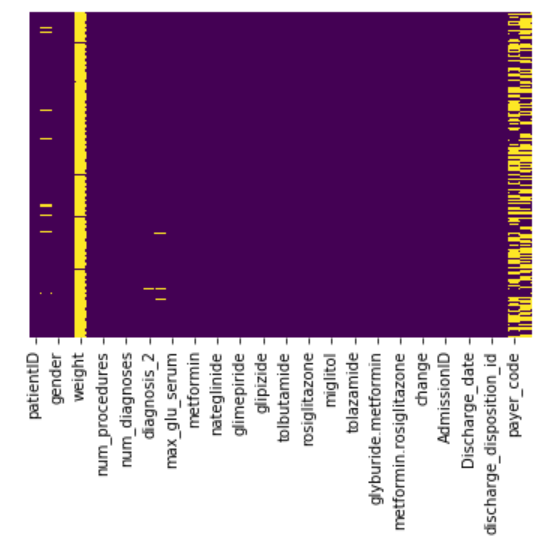 patientID
gender
weight
num_procedures
num_diagnoses
diagnosis_2
max_glu_serum
metformin
nateglinide
glimepiride
glipizide
tolbutamide
rosiglitazone
miglitol
tolazamide
glyburide.metformin
metformin.rosiglitazone
change
AdmissionID
Discharge_date
discharge_disposition_id
payer_code